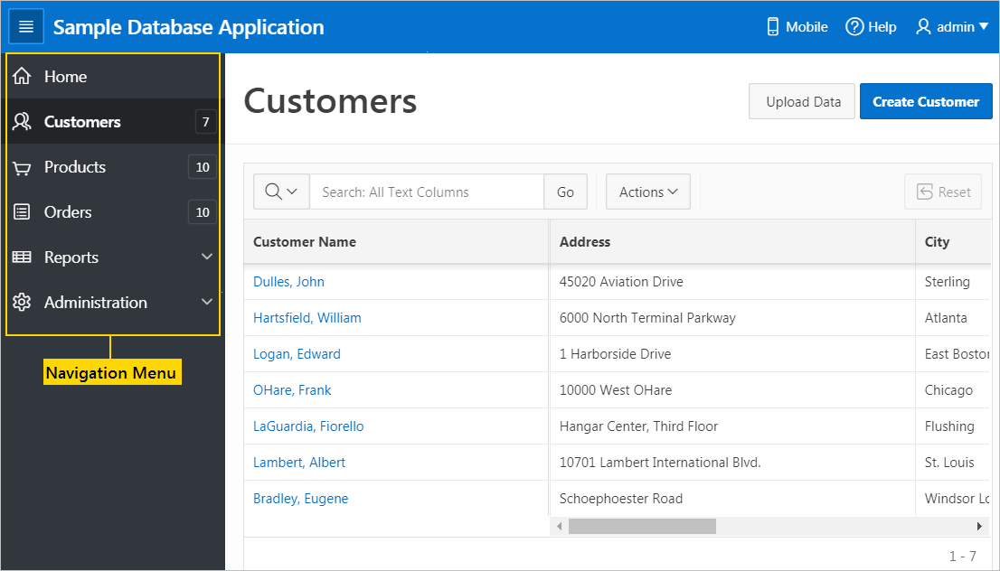 Sample Database Application
Mobile
Help
admin
Home
Customers 7
Products 10
Orders 10
Reports
Administration
Navigation Menu
Customers
Upload Data
Create Customer
Search: All Text Columns
Go
Actions
Reset
Customer Name Address City
Dulles, John 45020 Aviation Drive Sterling
Hartsfield, William 6000 North Terminal Parkway Atlanta
Logan, Edward 1 Harborside Drive East Boston
OHare, Frank 10000 West OHare Chicago
LaGuardia, Fiorello Hangar Center, Third Floor Flushing
Lambert, Albert 10701 Lambert International Blvd. St. Louis
Bradley, Eugene Schoephoester Road Windsor
1 - 7